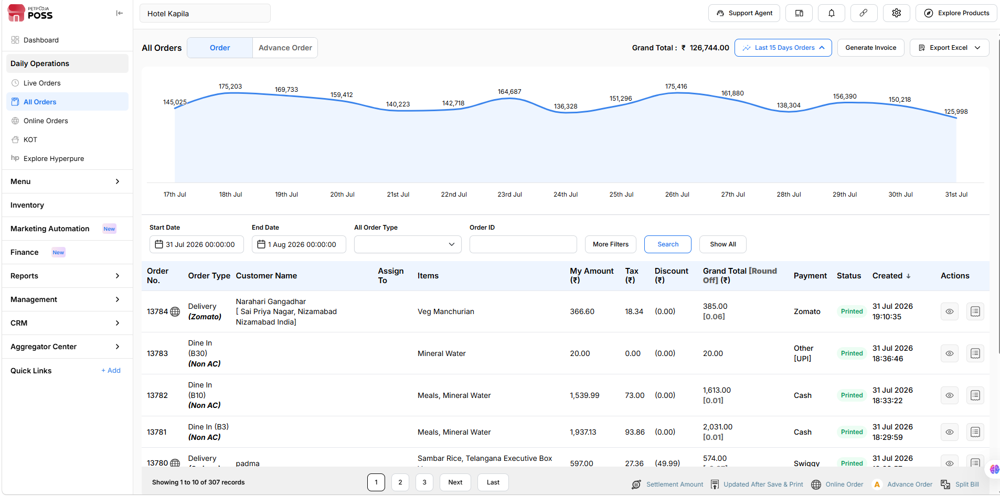 PETPOOJA
POSS
Hotel Kapila
Support Agent
Explore Products
Dashboard
Daily Operations
Live Orders
All Orders
Online Orders
KOT
hp Explore Hyperpure
Menu
Inventory
Marketing Automation New
Finance New
Reports
Management
CRM
Aggregator Center
Quick Links + Add
All Orders Order Advance Order Grand Total : ₹ 126,744.00 Last 15 Days Orders Generate Invoice Export Excel
145,025 175,203 169,733 159,412 140,223 142,718 164,687 136,328 151,296 175,416 161,880 138,304 156,390 150,218 125,998
17th Jul 18th Jul 19th Jul 20th Jul 21st Jul 22nd Jul 23rd Jul 24th Jul 25th Jul 26th Jul 27th Jul 28th Jul 29th Jul 30th Jul 31st Jul
Start Date End Date All Order Type Order ID
31 Jul 2026 00:00:00 1 Aug 2026 00:00:00 More Filters Search Show All
Order No. Order Type Customer Name Assign To Items My Amount (₹) Tax (₹) Discount (₹) Grand Total [Round Off] (₹) Payment Status Created Actions
13784 Delivery (Zomato) Narahari Gangadhar [ Sai Priya Nagar, Nizamabad Nizamabad India] Veg Manchurian 366.60 18.34 (0.00) 385.00 [0.06] Zomato Printed 31 Jul 2026 19:10:35
13783 Dine In (B30) (Non AC) Mineral Water 20.00 0.00 (0.00) 20.00 Other [UPI] Printed 31 Jul 2026 18:36:46
13782 Dine In (B10) (Non AC) Meals, Mineral Water 1,539.99 73.00 (0.00) 1,613.00 [0.01] Cash Printed 31 Jul 2026 18:33:22
13781 Dine In (B3) (Non AC) Meals, Mineral Water 1,937.13 93.86 (0.00) 2,031.00 [0.01] Cash Printed 31 Jul 2026 18:29:59
13780 Delivery padma Sambar Rice, Telangana Executive Box 597.00 27.36 (49.99) 574.00 Swiggy Printed 31 Jul 2026
Showing 1 to 10 of 307 records 1 2 3 Next Last
Settlement Amount Updated After Save & Print Online Order A Advance Order Split Bill